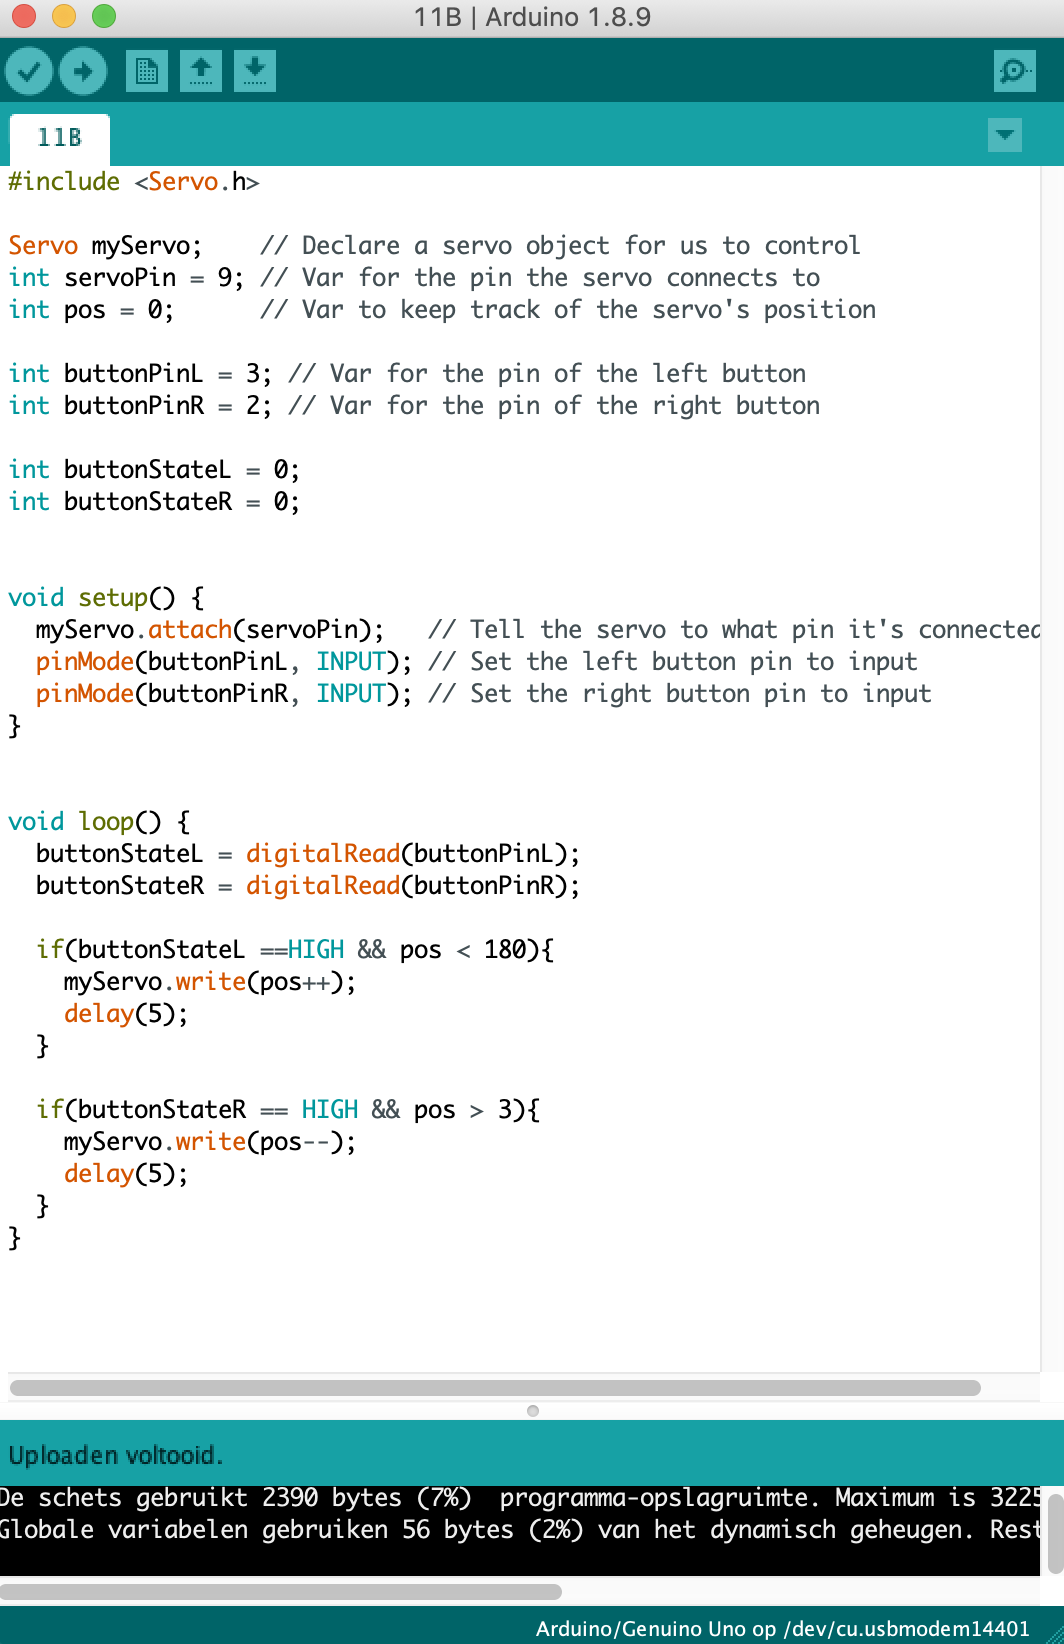 11B | Arduino 1.8.9
11B
#include <Servo.h>
Servo myServo;    // Declare a servo object for us to control
int servoPin = 9; // Var for the pin the servo connects to
int pos = 0;      // Var to keep track of the servo's position
int buttonPinL = 3; // Var for the pin of the left button
int buttonPinR = 2; // Var for the pin of the right button
int buttonStateL = 0;
int buttonStateR = 0;
void setup() {
  myServo.attach(servoPin);   // Tell the servo to what pin it's connected
  pinMode(buttonPinL, INPUT); // Set the left button pin to input
  pinMode(buttonPinR, INPUT); // Set the right button pin to input
}
void loop() {
  buttonStateL = digitalRead(buttonPinL);
  buttonStateR = digitalRead(buttonPinR);
  if(buttonStateL ==HIGH && pos < 180){
    myServo.write(pos++);
    delay(5);
  }
  if(buttonStateR == HIGH && pos > 3){
    myServo.write(pos--);
    delay(5);
  }
}
Uploaden voltooid.
De schets gebruikt 2390 bytes (7%)  programma-opslagruimte. Maximum is 3225
Globale variabelen gebruiken 56 bytes (2%) van het dynamisch geheugen. Rest
Arduino/Genuino Uno op /dev/cu.usbmodem14401